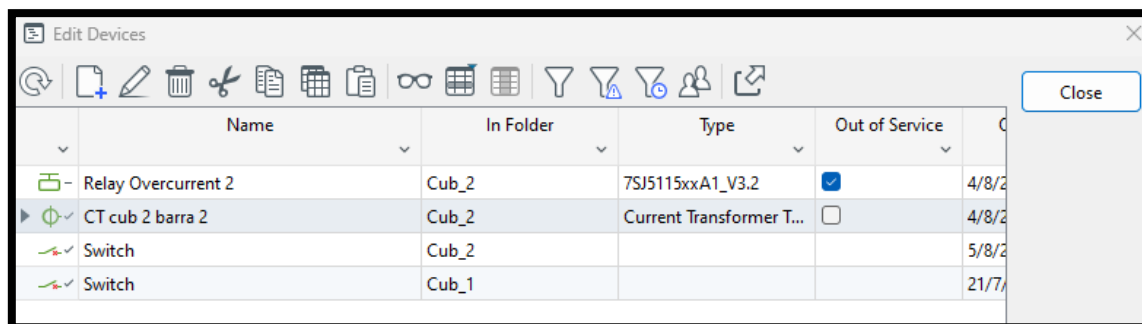 Edit Devices
Close
Name In Folder Type Out of Service
Relay Overcurrent 2 Cub_2 7SJ5115xxA1_V3.2 4/8/2
CT cub 2 barra 2 Cub_2 Current Transformer T... 4/8/2
Switch Cub_2 5/8/2
Switch Cub_1 21/7/